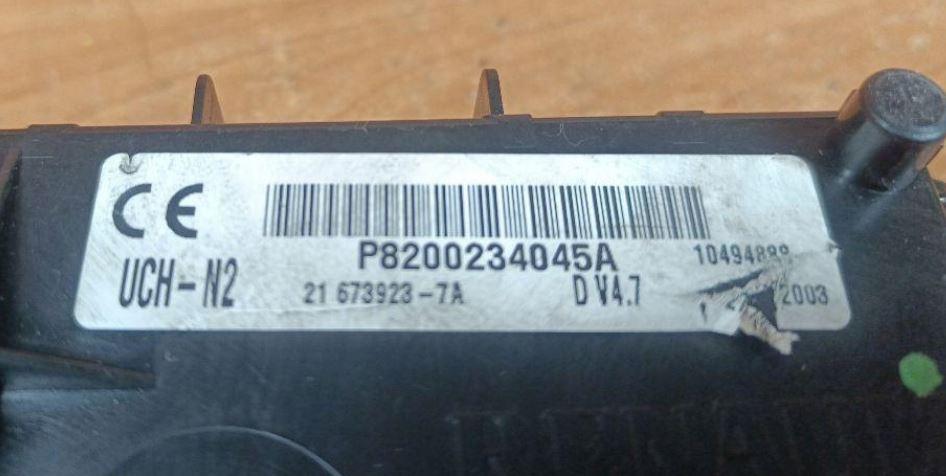 CE
P8200234045A
UCH-N2 21 673923-7A D V4.7 2003